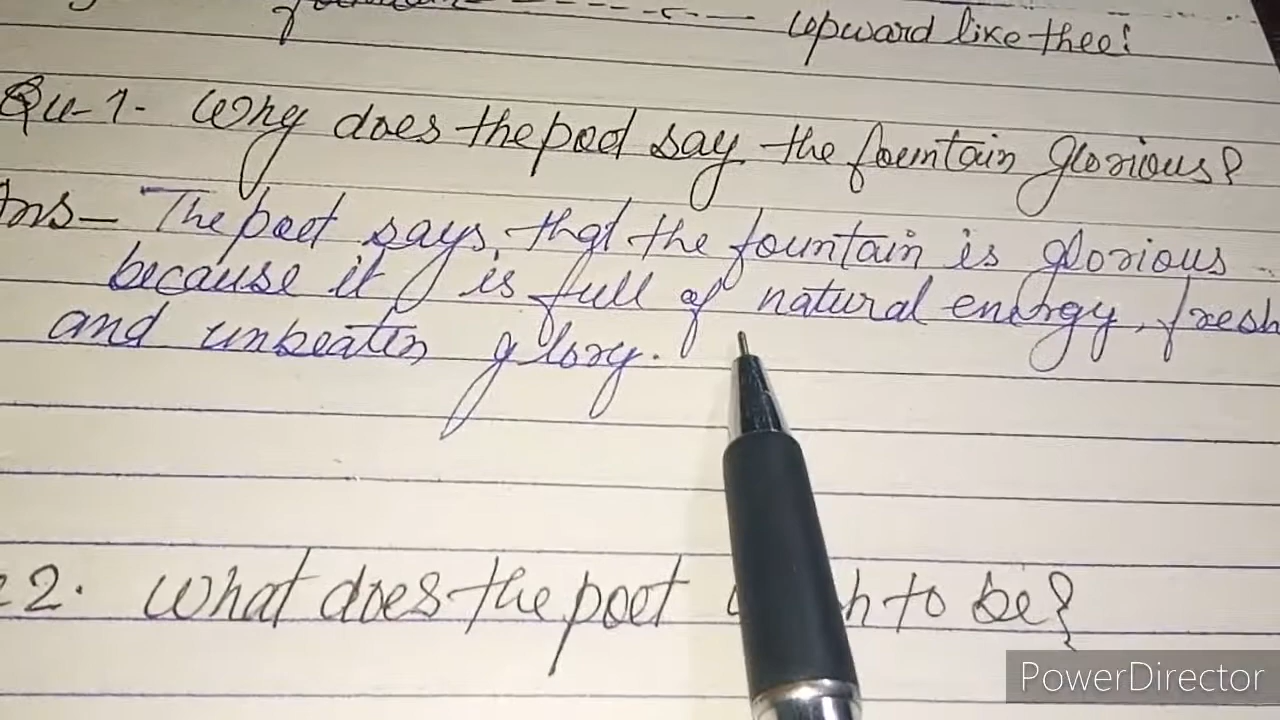 upward like thee!
Qu-1- Why does the poet say the fountain glorious?
Ans- The poet says that the fountain is glorious
because it is full of natural energy, fresh
and unbeaten glory.
2. What does the poet to be?
PowerDirector